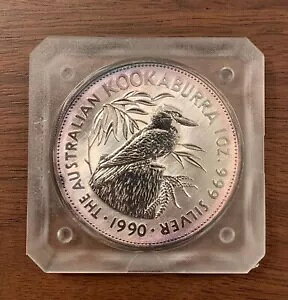 · THE AUSTRALIAN KOOKABURRA 1 OZ. 999 SILVER · 1990